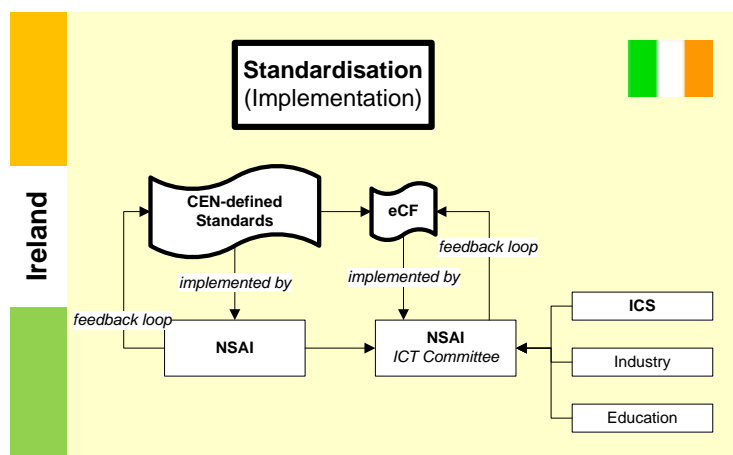 Standardisation
(Implementation)
Ireland
CEN-defined
Standards
eCF
feedback loop
implemented by
implemented by
feedback loop
NSAI
NSAI
ICT Committee
ICS
Industry
Education